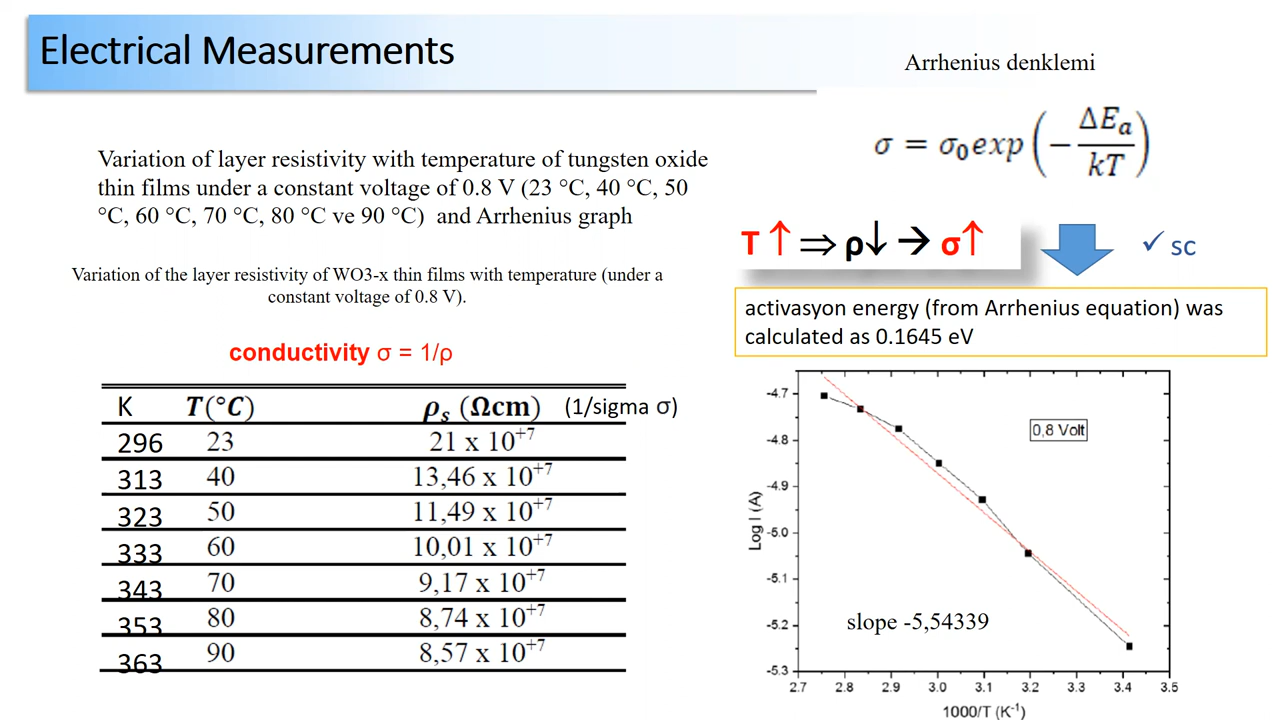 Electrical Measurements
Arrhenius denklemi
σ = σ₀exp(−ΔEₐ/kT)
Variation of layer resistivity with temperature of tungsten oxide
thin films under a constant voltage of 0.8 V (23 °C, 40 °C, 50
°C, 60 °C, 70 °C, 80 °C ve 90 °C) and Arrhenius graph
T ↑ ⇒ ρ↓ → σ↑
✓ sc
Variation of the layer resistivity of WO3-x thin films with temperature (under a
constant voltage of 0.8 V).
activasyon energy (from Arrhenius equation) was
calculated as 0.1645 eV
conductivity σ = 1/ρ
K T(°C) ρₛ (Ωcm) (1/sigma σ)
296 23 21 x 10⁺⁷
313 40 13,46 x 10⁺⁷
323 50 11,49 x 10⁺⁷
333 60 10,01 x 10⁺⁷
343 70 9,17 x 10⁺⁷
353 80 8,74 x 10⁺⁷
363 90 8,57 x 10⁺⁷
-4.7
-4.8
-4.9
-5.0
-5.1
-5.2
-5.3
Log I (A)
0,8 Volt
slope -5,54339
2.7 2.8 2.9 3.0 3.1 3.2 3.3 3.4 3.5
1000/T (K⁻¹)